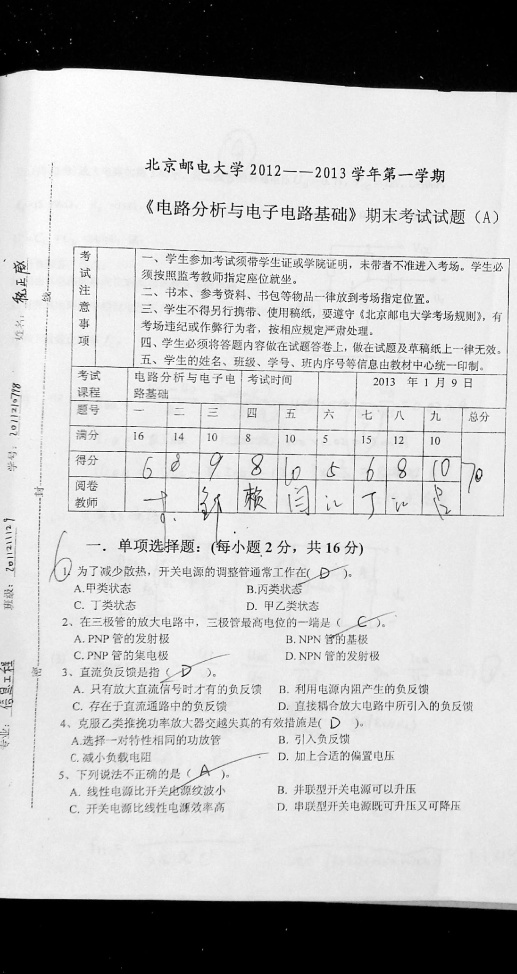 北京邮电大学 2012——2013 学年第一学期
《电路分析与电子电路基础》期末考试试题（A）
考试注意事项
一、学生参加考试须带学生证或学院证明，未带者不准进入考场。学生必
须按照监考教师指定座位就坐。
二、书本、参考资料、书包等物品一律放到考场指定位置。
三、学生不得另行携带、使用稿纸，要遵守《北京邮电大学考场规则》，有
考场违纪或作弊行为者，按相应规定严肃处理。
四、学生必须将答题内容做在试题答卷上，做在试题及草稿纸上一律无效。
五、学生的姓名、班级、学号、班内序号等信息由教材中心统一印制。
考试课程 电路分析与电子电路基础 考试时间 2013 年 1 月 9 日
题号 一 二 三 四 五 六 七 八 九 总分
满分 16 14 10 8 10 5 15 12 10
得分 6 8 9 8 10 5 6 8 10 70
阅卷教师 赖 闫 江 丁 江
一．单项选择题：(每小题 2 分，共 16 分)
6
1、为了减少散热，开关电源的调整管通常工作在( D )。
A.甲类状态 B.丙类状态
C. 丁类状态 D. 甲乙类状态
2、在三极管的放大电路中，三极管最高电位的一端是（ C ）。
A. PNP 管的发射极 B. NPN 管的基极
C. PNP 管的集电极 D. NPN 管的发射极
3、直流负反馈是指（ D ）。
A. 只有放大直流信号时才有的负反馈 B. 利用电源内阻产生的负反馈
C. 存在于直流通路中的负反馈 D. 直接耦合放大电路中所引入的负反馈
4、克服乙类推挽功率放大器交越失真的有效措施是( D )。
A.选择一对特性相同的功放管 B. 引入负反馈
C. 减小负载电阻 D. 加上合适的偏置电压
5、下列说法不正确的是（ A ）。
A. 线性电源比开关电源纹波小 B. 并联型开关电源可以升压
C. 开关电源比线性电源效率高 D. 串联型开关电源既可升压又可降压
姓名：
学号：
班级： 2011211127
专业： 信息工程
线
封
密